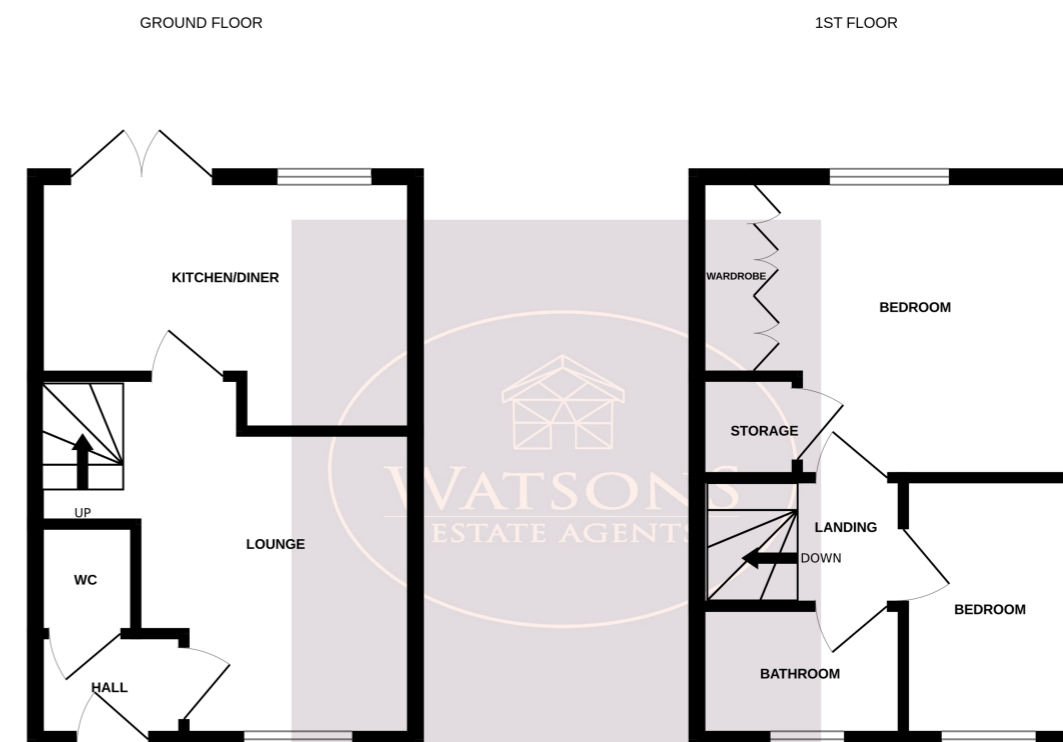 GROUND FLOOR
1ST FLOOR
KITCHEN/DINER
UP
LOUNGE
WC
HALL
WARDROBE
BEDROOM
STORAGE
LANDING
DOWN
BEDROOM
BATHROOM
WATSONS
ESTATE AGENTS